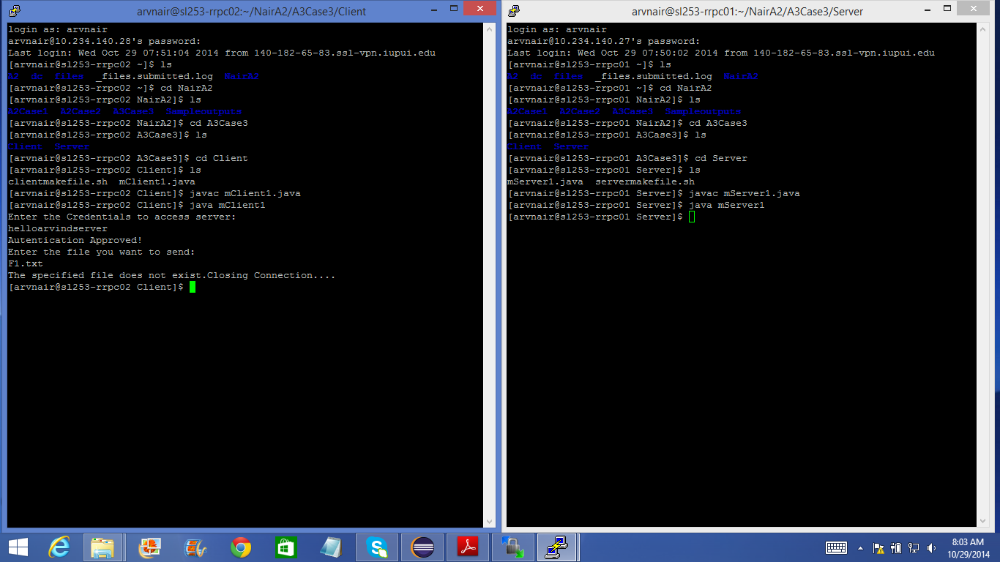 arvnair@sl253-rrpc02:~/NairA2/A3Case3/Client
login as: arvnair
arvnair@10.234.140.28's password:
Last login: Wed Oct 29 07:51:04 2014 from 140-182-65-83.ssl-vpn.iupui.edu
[arvnair@sl253-rrpc02 ~]$ ls
A2 dc files _files.submitted.log NairA2
[arvnair@sl253-rrpc02 ~]$ cd NairA2
[arvnair@sl253-rrpc02 NairA2]$ ls
A2Case1 A2Case2 A3Case3 Sampleoutputs
[arvnair@sl253-rrpc02 NairA2]$ cd A3Case3
[arvnair@sl253-rrpc02 A3Case3]$ ls
Client Server
[arvnair@sl253-rrpc02 A3Case3]$ cd Client
[arvnair@sl253-rrpc02 Client]$ ls
clientmakefile.sh mClient1.java
[arvnair@sl253-rrpc02 Client]$ javac mClient1.java
[arvnair@sl253-rrpc02 Client]$ java mClient1
Enter the Credentials to access server:
helloarvindserver
Autentication Approved!
Enter the file you want to send:
F1.txt
The specified file does not exist.Closing Connection....
[arvnair@sl253-rrpc02 Client]$
arvnair@sl253-rrpc01:~/NairA2/A3Case3/Server
login as: arvnair
arvnair@10.234.140.27's password:
Last login: Wed Oct 29 07:50:02 2014 from 140-182-65-83.ssl-vpn.iupui.edu
[arvnair@sl253-rrpc01 ~]$ ls
A2 dc files _files.submitted.log NairA2
[arvnair@sl253-rrpc01 ~]$ cd NairA2
[arvnair@sl253-rrpc01 NairA2]$ ls
A2Case1 A2Case2 A3Case3 Sampleoutputs
[arvnair@sl253-rrpc01 NairA2]$ cd A3Case3
[arvnair@sl253-rrpc01 A3Case3]$ ls
Client Server
[arvnair@sl253-rrpc01 A3Case3]$ cd Server
[arvnair@sl253-rrpc01 Server]$ ls
mServer1.java servermakefile.sh
[arvnair@sl253-rrpc01 Server]$ javac mServer1.java
[arvnair@sl253-rrpc01 Server]$ java mServer1
[arvnair@sl253-rrpc01 Server]$
8:03 AM
10/29/2014